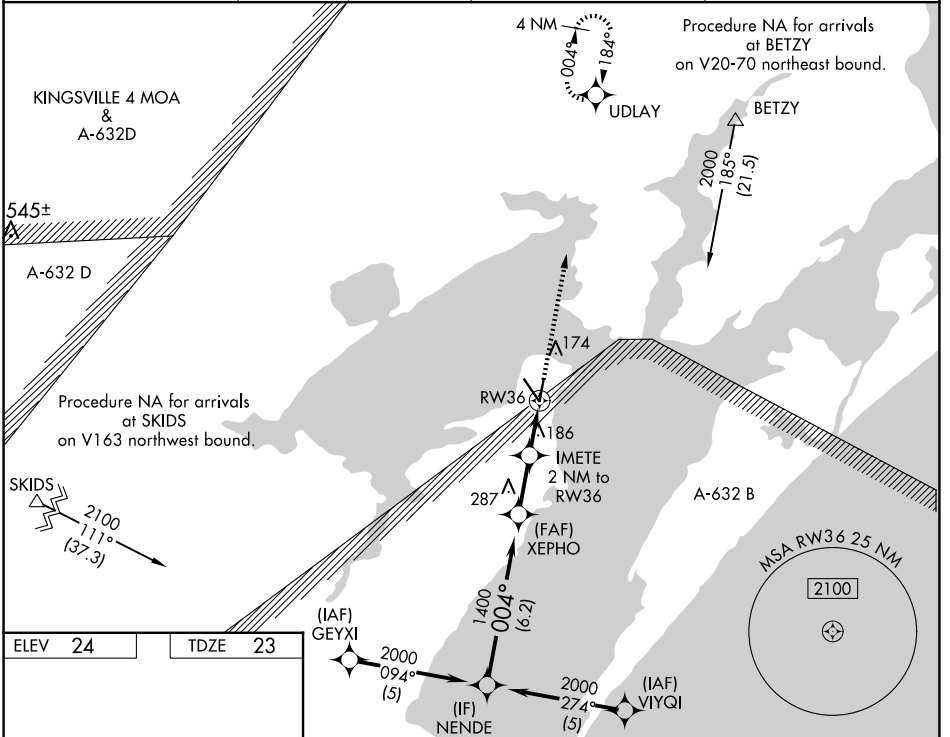 4 NM
004°
184°
UDLAY
Procedure NA for arrivals
at BETZY
on V20-70 northeast bound.
KINGSVILLE 4 MOA
&
A-632D
BETZY
2000
185°
(21.5)
545±
A-632 D
174
Procedure NA for arrivals
at SKIDS
on V163 northwest bound.
RW36
186
IMETE
2 NM to
RW36
287
(FAF)
XEPHO
A-632 B
SKIDS
2100
111°
(37.3)
MSA RW36 25 NM
2100
1400
004°
(6.2)
(IAF)
GEYXI
2000
094°
(5)
(IF)
NENDE
2000
274°
(5)
(IAF)
VIYQI
ELEV 24
TDZE 23